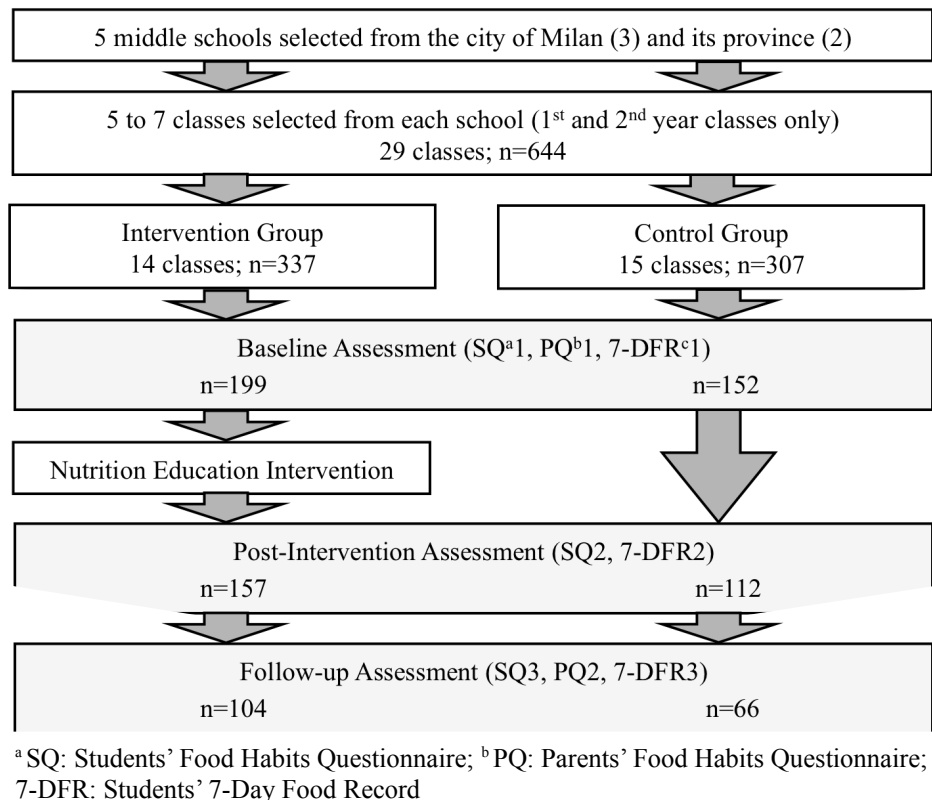 5 middle schools selected from the city of Milan (3) and its province (2)
5 to 7 classes selected from each school (1st and 2nd year classes only)
29 classes; n=644
Intervention Group
14 classes; n=337
Control Group
15 classes; n=307
Baseline Assessment (SQᵃ1, PQᵇ1, 7-DFRᶜ1)
n=199 n=152
Nutrition Education Intervention
Post-Intervention Assessment (SQ2, 7-DFR2)
n=157 n=112
Follow-up Assessment (SQ3, PQ2, 7-DFR3)
n=104 n=66
ᵃ SQ: Students’ Food Habits Questionnaire; ᵇ PQ: Parents’ Food Habits Questionnaire;
7-DFR: Students’ 7-Day Food Record